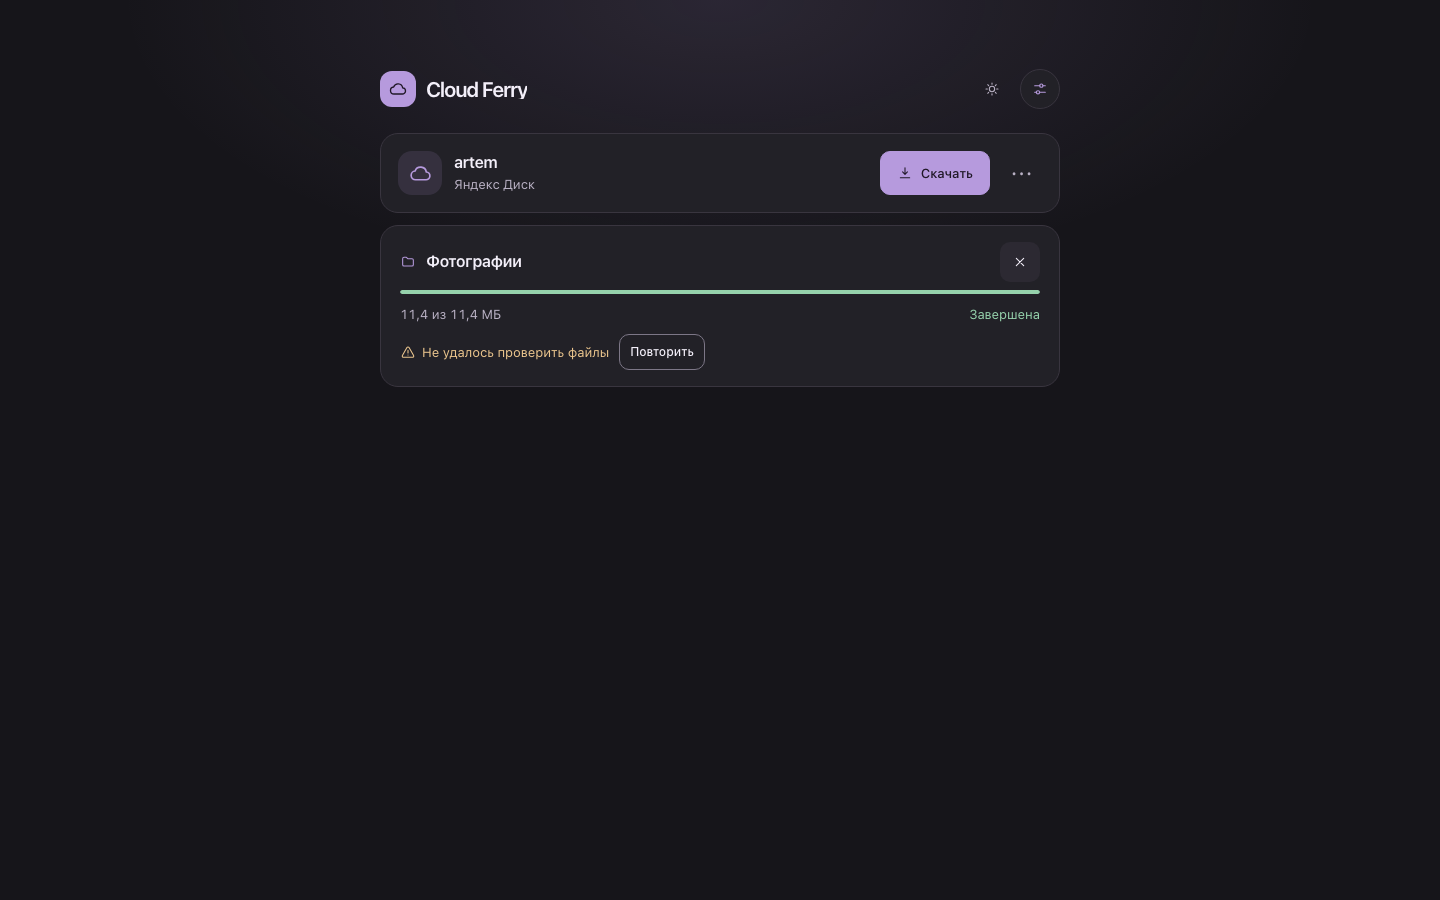 Cloud Ferry
artem
Яндекс Диск
Скачать
Фотографии
11,4 из 11,4 МБ
Завершена
Не удалось проверить файлы
Повторить